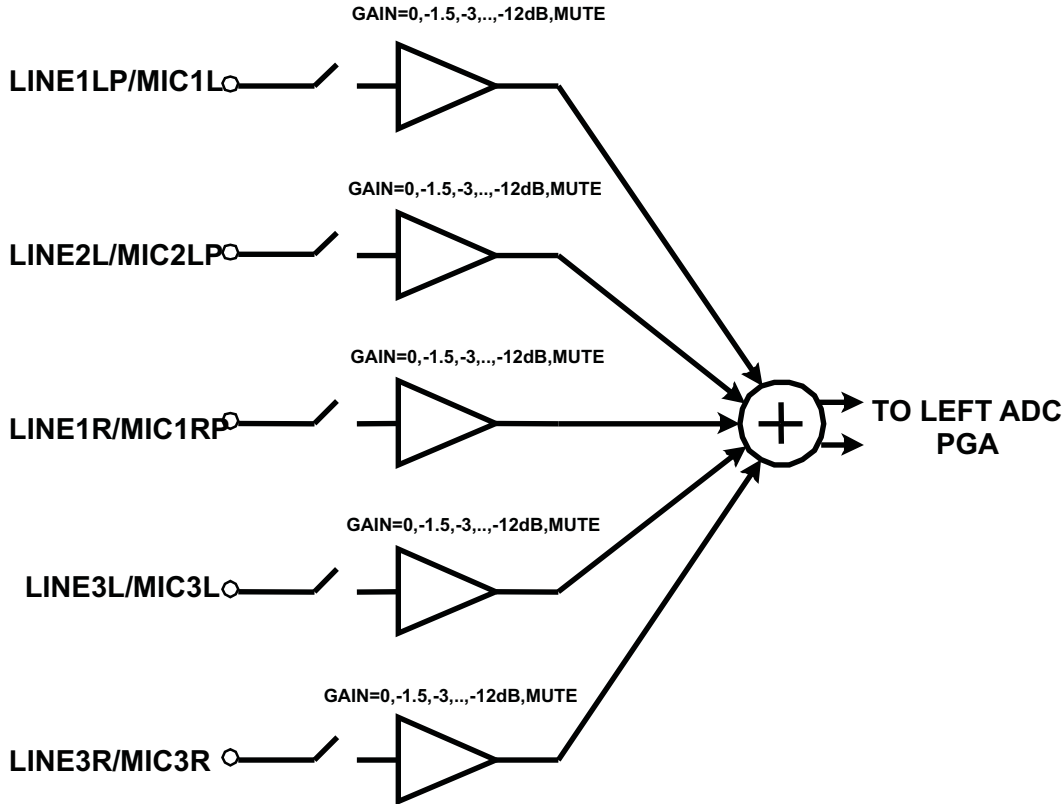 GAIN=0,-1.5,-3,..,-12dB,MUTE
LINE1LP/MIC1L
GAIN=0,-1.5,-3,..,-12dB,MUTE
LINE2L/MIC2LP
GAIN=0,-1.5,-3,..,-12dB,MUTE
LINE1R/MIC1RP
TO LEFT ADC
PGA
GAIN=0,-1.5,-3,..,-12dB,MUTE
LINE3L/MIC3L
GAIN=0,-1.5,-3,..,-12dB,MUTE
LINE3R/MIC3R